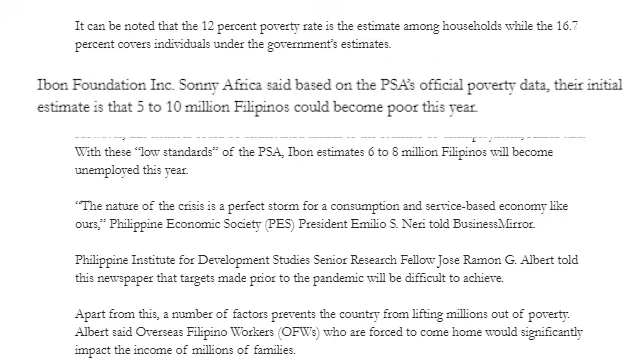 It can be noted that the 12 percent poverty rate is the estimate among households while the 16.7
percent covers individuals under the government's estimates.
Ibon Foundation Inc. Sonny Africa said based on the PSA's official poverty data, their initial
estimate is that 5 to 10 million Filipinos could become poor this year.
With these “low standards” of the PSA, Ibon estimates 6 to 8 million Filipinos will become
unemployed this year.
“The nature of the crisis is a perfect storm for a consumption and service-based economy like
ours,” Philippine Economic Society (PES) President Emilio S. Neri told BusinessMirror.
Philippine Institute for Development Studies Senior Research Fellow Jose Ramon G. Albert told
this newspaper that targets made prior to the pandemic will be difficult to achieve.
Apart from this, a number of factors prevents the country from lifting millions out of poverty.
Albert said Overseas Filipino Workers (OFWs) who are forced to come home would significantly
impact the income of millions of families.